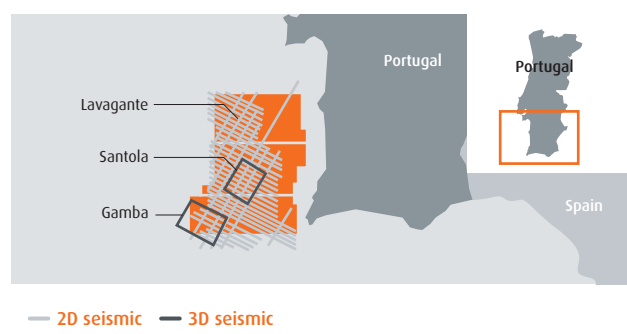 Portugal
Portugal
Lavagante
Santola
Gamba
Spain
2D seismic
3D seismic